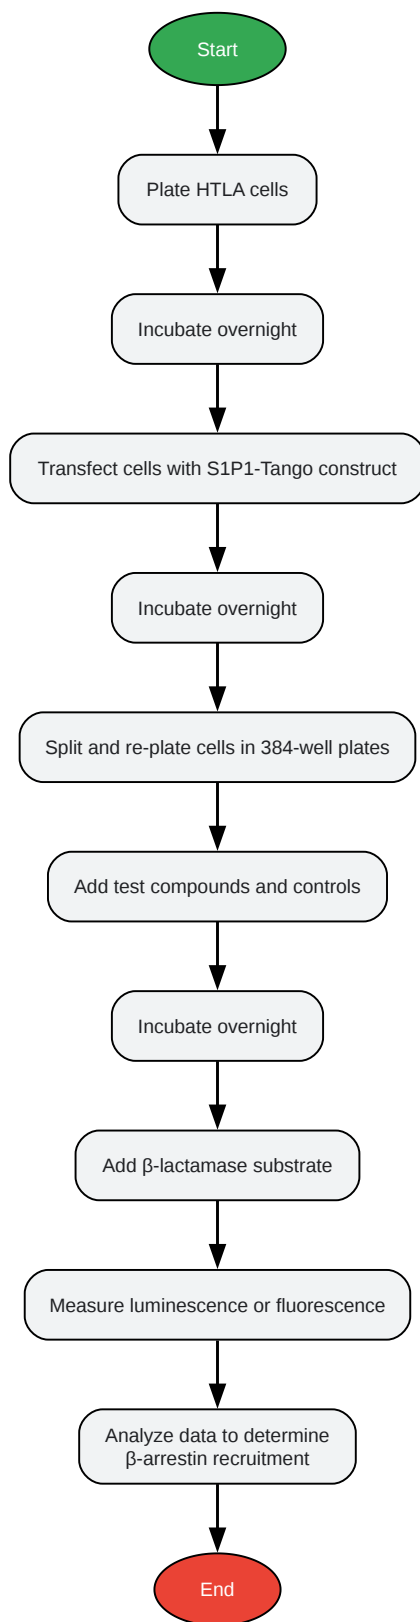 Start
Plate HTLA cells
Incubate overnight
Transfect cells with S1P1-Tango construct
Incubate overnight
Split and re-plate cells in 384-well plates
Add test compounds and controls
Incubate overnight
Add β-lactamase substrate
Measure luminescence or fluorescence
Analyze data to determine
β-arrestin recruitment
End